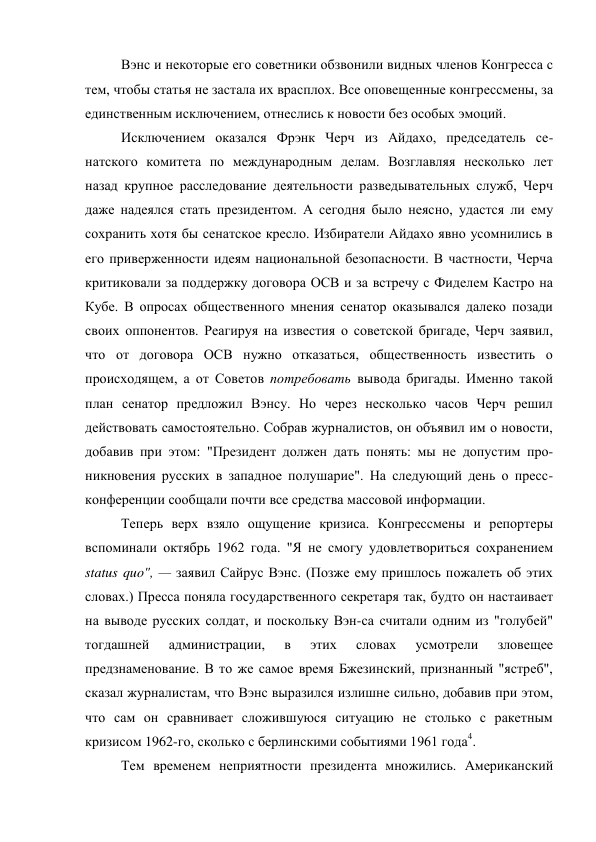 Вэнс и некоторые его советники обзвонили видных членов Конгресса с
тем, чтобы статья не застала их врасплох. Все оповещенные конгрессмены, за
единственным исключением, отнеслись к новости без особых эмоций.
Исключением оказался Фрэнк Черч из Айдахо, председатель се-
натского комитета по международным делам. Возглавляя несколько лет
назад крупное расследование деятельности разведывательных служб, Черч
даже надеялся стать президентом. А сегодня было неясно, удастся ли ему
сохранить хотя бы сенатское кресло. Избиратели Айдахо явно усомнились в
его приверженности идеям национальной безопасности. В частности, Черча
критиковали за поддержку договора ОСВ и за встречу с Фиделем Кастро на
Кубе. В опросах общественного мнения сенатор оказывался далеко позади
своих оппонентов. Реагируя на известия о советской бригаде, Черч заявил,
что от договора ОСВ нужно отказаться, общественность известить о
происходящем, а от Советов потребовать вывода бригады. Именно такой
план сенатор предложил Вэнсу. Но через несколько часов Черч решил
действовать самостоятельно. Собрав журналистов, он объявил им о новости,
добавив при этом: "Президент должен дать понять: мы не допустим про-
никновения русских в западное полушарие". На следующий день о пресс-
конференции сообщали почти все средства массовой информации.
Теперь верх взяло ощущение кризиса. Конгрессмены и репортеры
вспоминали октябрь 1962 года. "Я не смогу удовлетвориться сохранением
status quo", — заявил Сайрус Вэнс. (Позже ему пришлось пожалеть об этих
словах.) Пресса поняла государственного секретаря так, будто он настаивает
на выводе русских солдат, и поскольку Вэн-са считали одним из "голубей"
тогдашней администрации, в этих словах усмотрели зловещее
предзнаменование. В то же самое время Бжезинский, признанный "ястреб",
сказал журналистам, что Вэнс выразился излишне сильно, добавив при этом,
что сам он сравнивает сложившуюся ситуацию не столько с ракетным
кризисом 1962-го, сколько с берлинскими событиями 1961 года4.
Тем временем неприятности президента множились. Американский